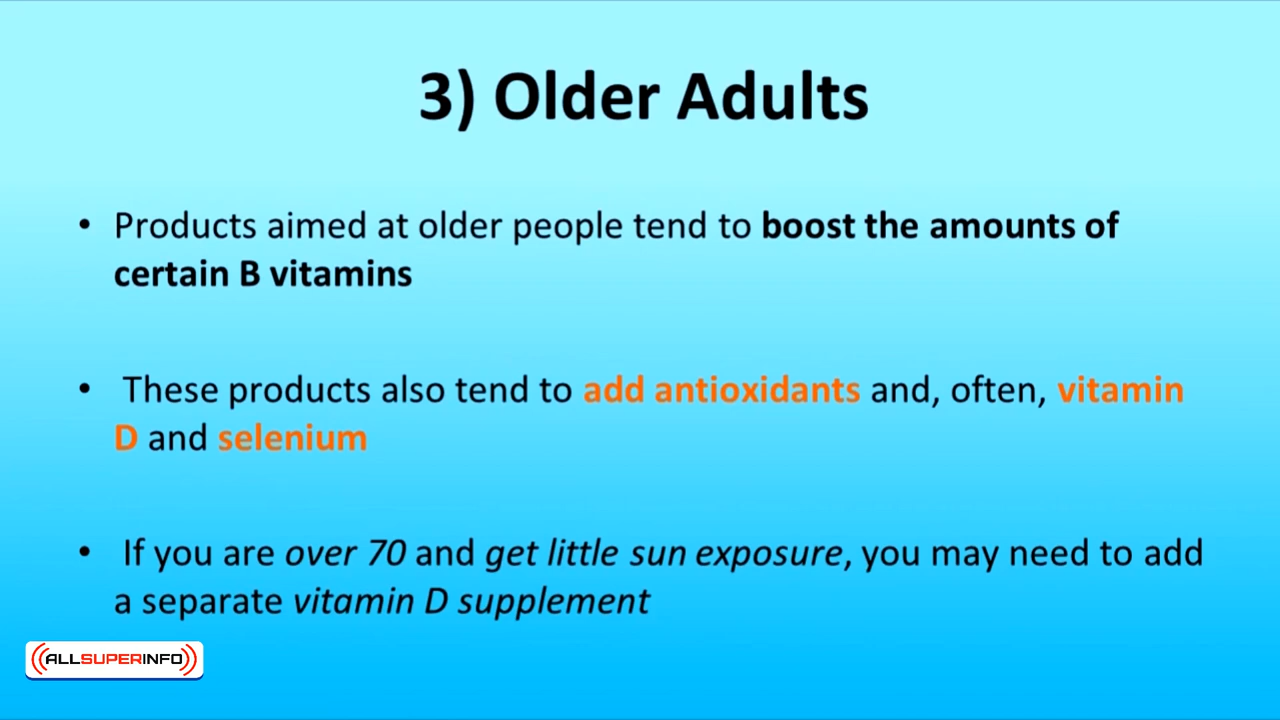 3) Older Adults
• Products aimed at older people tend to boost the amounts of
certain B vitamins
• These products also tend to add antioxidants and, often, vitamin
D and selenium
• If you are over 70 and get little sun exposure, you may need to add
a separate vitamin D supplement
ALLSUPERINFO